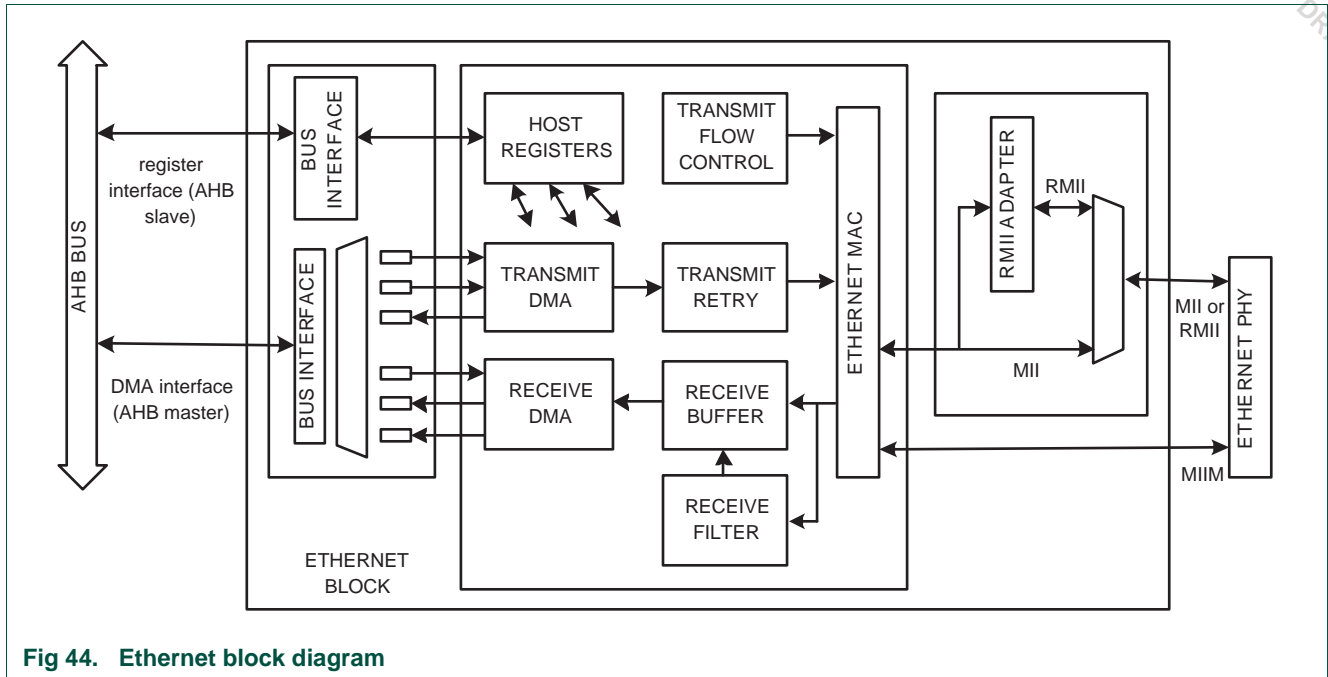 AHB BUS
register
interface (AHB
slave)
DMA interface
(AHB master)
BUS
INTERFACE
BUS INTERFACE
ETHERNET
BLOCK
HOST
REGISTERS
TRANSMIT
FLOW
CONTROL
TRANSMIT
DMA
TRANSMIT
RETRY
RECEIVE
DMA
RECEIVE
BUFFER
RECEIVE
FILTER
ETHERNET MAC
RMII ADAPTER
RMII
MII
MII or
RMII
MIIM
ETHERNET PHY
Fig 44. Ethernet block diagram